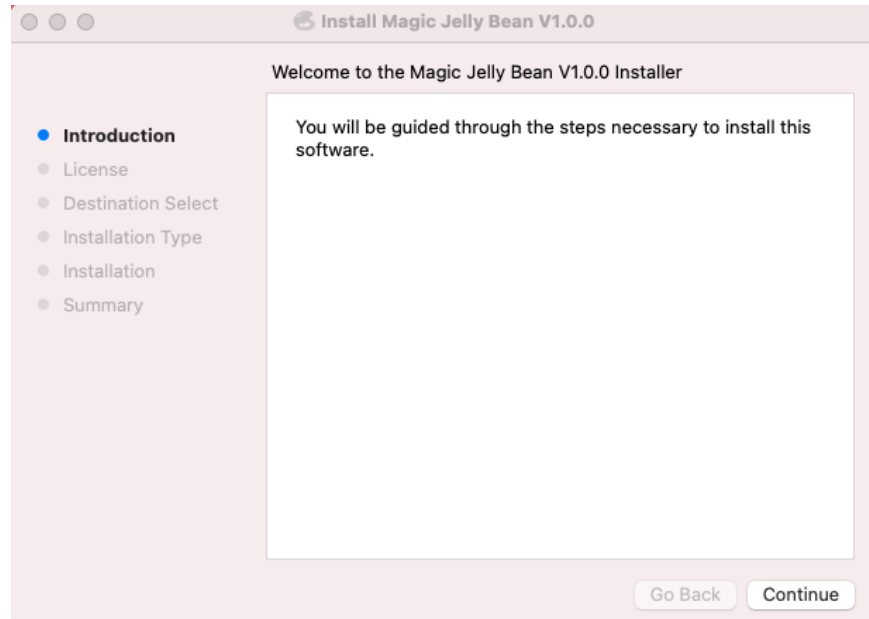 Install Magic Jelly Bean V1.0.0
Welcome to the Magic Jelly Bean V1.0.0 Installer
Introduction
License
Destination Select
Installation Type
Installation
Summary
You will be guided through the steps necessary to install this
software.
Go Back
Continue